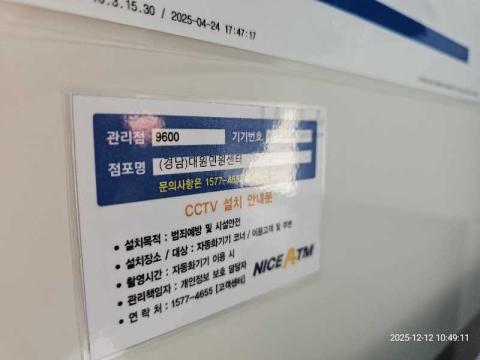 / 2025-04-24 17:47:17
관리점 9600 기기번호
점포명 (경남)대원민원센터
문의사항은 1577-4655
CCTV 설치 안내문
• 설치목적 : 범죄예방 및 시설안전
• 설치장소 / 대상 : 자동화기기 코너 / 이용고객 및 주변
• 촬영시간 : 자동화기기 이용 시
• 관리책임자 : 개인정보 보호 담당자
• 연 락 처 : 1577-4655 [고객센터]
NICE ATM
2025-12-12 10:49:11